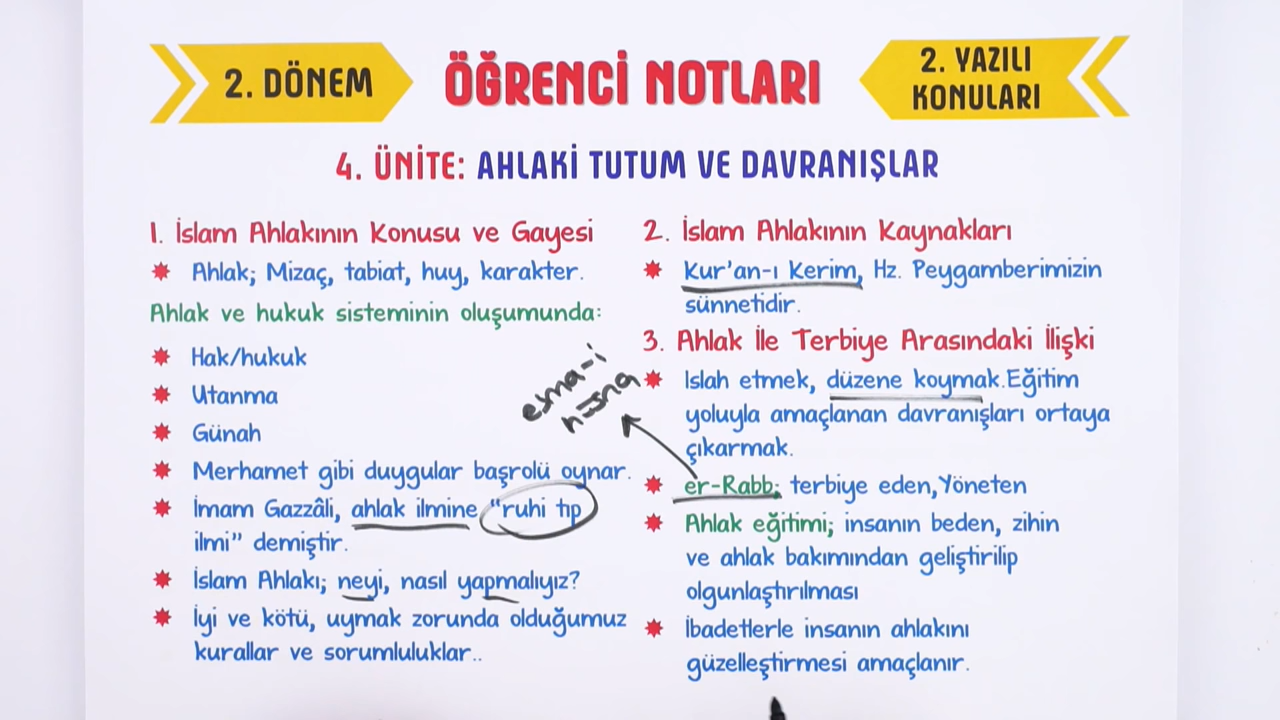 2. DÖNEM
ÖĞRENCİ NOTLARI
2. YAZILI
KONULARI
4. ÜNİTE: AHLAKİ TUTUM VE DAVRANIŞLAR
1. İslam Ahlakının Konusu ve Gayesi
Ahlak; Mizaç, tabiat, huy, karakter.
Ahlak ve hukuk sisteminin oluşumunda:
Hak/hukuk
Utanma
Günah
Merhamet gibi duygular başrolü oynar.
İmam Gazzâli, ahlak ilmine “ruhi tıp
ilmi” demiştir.
İslam Ahlakı; neyi, nasıl yapmalıyız?
İyi ve kötü, uymak zorunda olduğumuz
kurallar ve sorumluluklar..
2. İslam Ahlakının Kaynakları
Kur'an-ı Kerim, Hz. Peygamberimizin
sünnetidir.
3. Ahlak İle Terbiye Arasındaki İlişki
Islah etmek, düzene koymak.Eğitim
yoluyla amaçlanan davranışları ortaya
çıkarmak.
esma-i
hüsna
er-Rabb; terbiye eden,Yöneten
Ahlak eğitimi; insanın beden, zihin
ve ahlak bakımından geliştirilip
olgunlaştırılması
İbadetlerle insanın ahlakını
güzelleştirmesi amaçlanır.